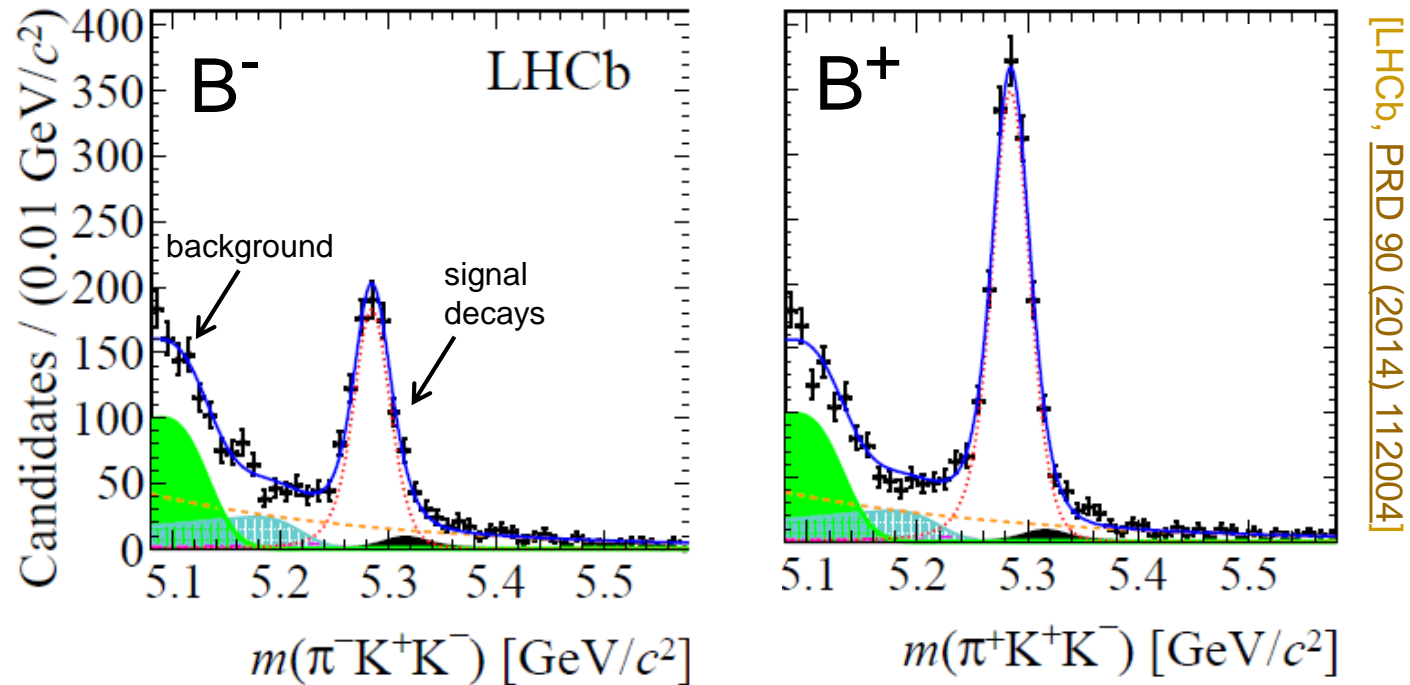 Candidates / (0.01 GeV/c²)
400
350
300
250
200
150
100
50
0
B⁻
LHCb
background
signal
decays
5.1 5.2 5.3 5.4 5.5
m(π⁻K⁺K⁻) [GeV/c²]
B⁺
5.1 5.2 5.3 5.4 5.5
m(π⁺K⁺K⁻) [GeV/c²]
[LHCb, PRD 90 (2014) 112004]